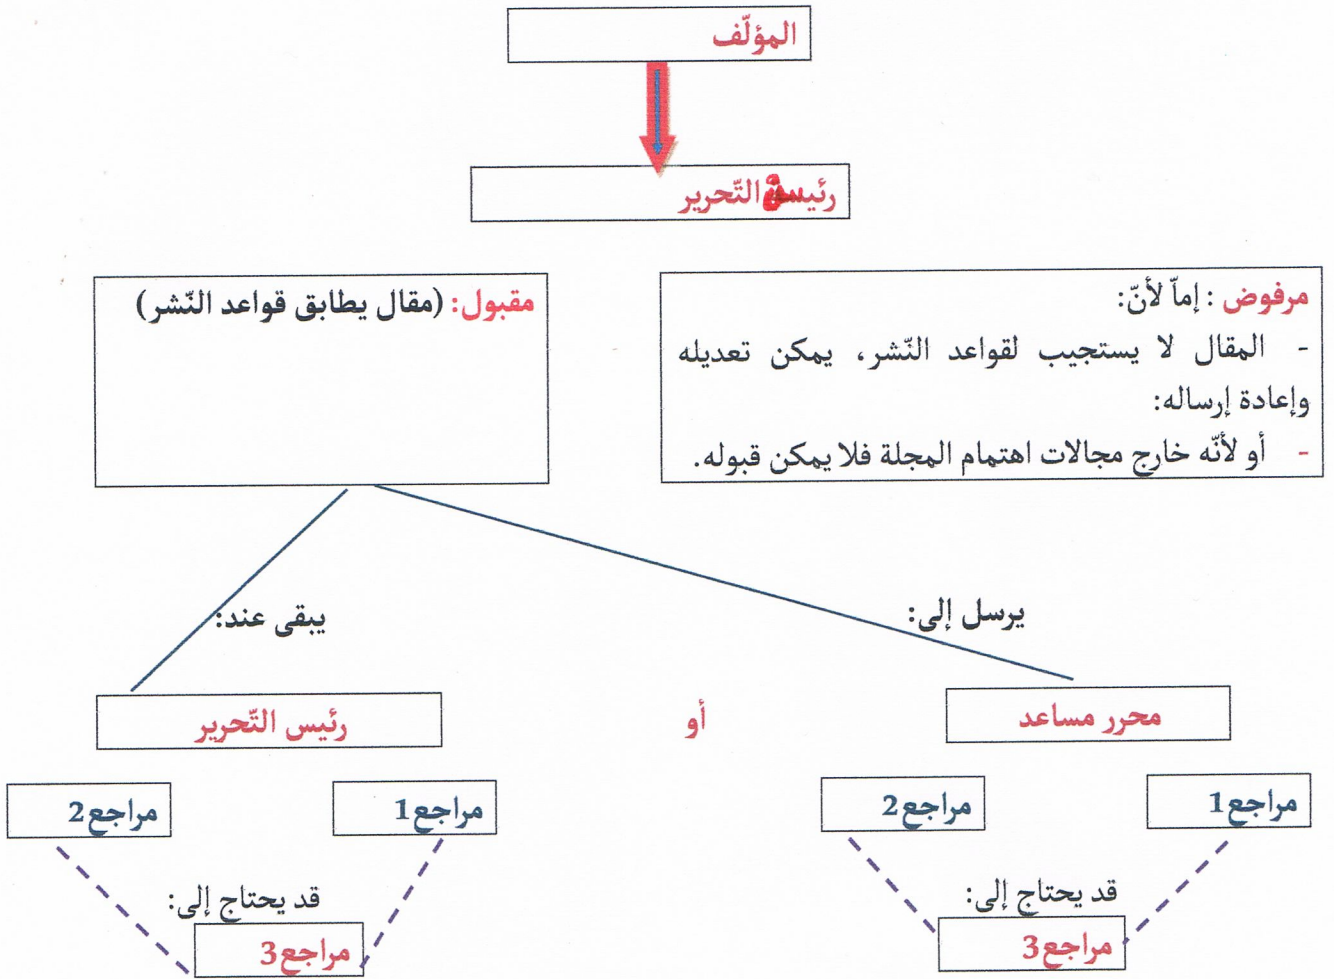 المؤلّف
رئيسة التّحرير
مرفوض : إماّ لأنّ:
- المقال لا يستجيب لقواعد النّشر، يمكن تعديله
وإعادة إرساله:
- أو لأنّه خارج مجالات اهتمام المجلة فلا يمكن قبوله.
مقبول: (مقال يطابق قواعد النّشر)
يرسل إلى:
يبقى عند:
محرر مساعد
أو
رئيس التّحرير
مراجع1
مراجع2
مراجع1
مراجع2
قد يحتاج إلى:
قد يحتاج إلى:
مراجع3
مراجع3